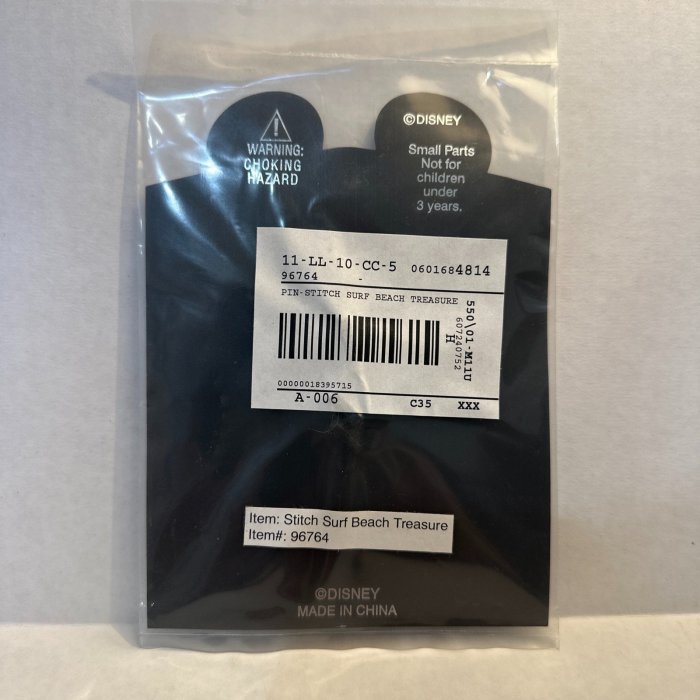 WARNING:
CHOKING
HAZARD
©DISNEY
Small Parts
Not for
children
under
3 years.
11-LL-10-CC-5 0601684814
96764 -
PIN-STITCH SURF BEACH TREASURE
550\01-M11U
607240752
H
00000018395715
A-006 C35 XXX
Item: Stitch Surf Beach Treasure
Item#: 96764
©DISNEY
MADE IN CHINA